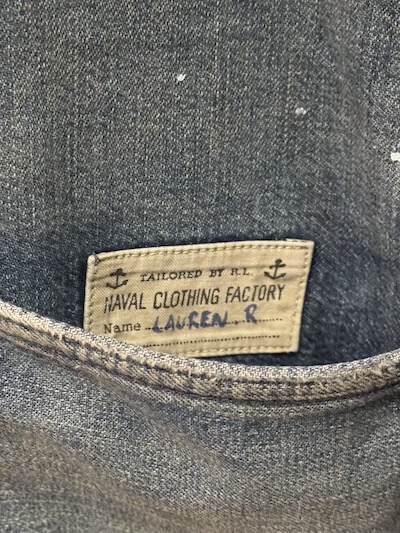 TAILORED BY R.L.
NAVAL CLOTHING FACTORY
Name LAUREN R